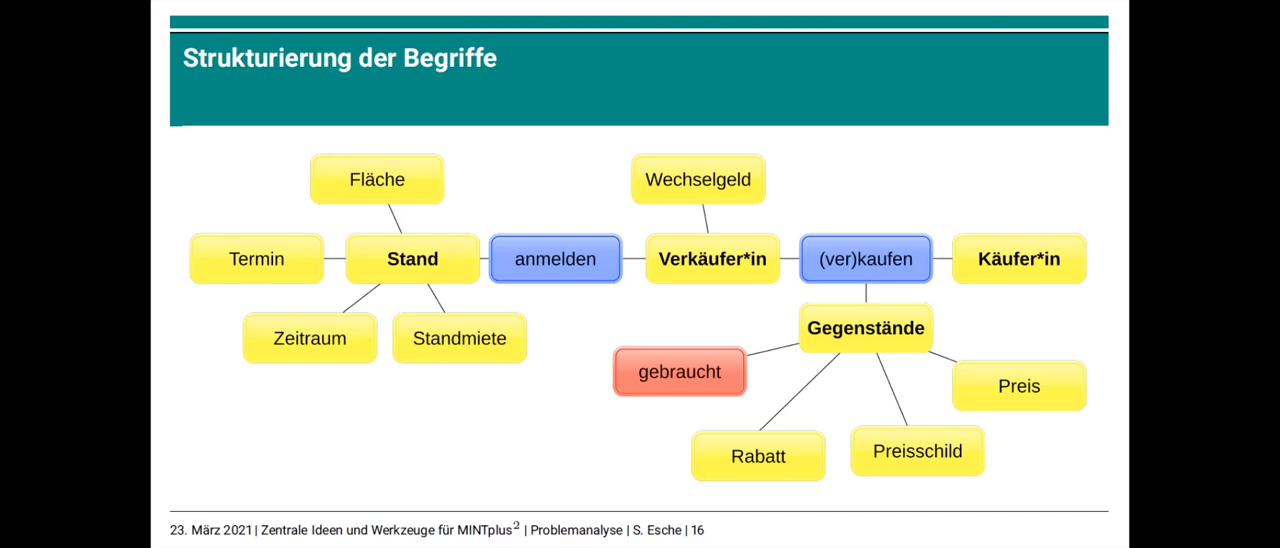 Strukturierung der Begriffe
Fläche
Wechselgeld
Termin
Stand
anmelden
Verkäufer*in
(ver)kaufen
Käufer*in
Zeitraum
Standmiete
Gegenstände
gebraucht
Preis
Rabatt
Preisschild
23. März 2021| Zentrale Ideen und Werkzeuge für MINTplus² | Problemanalyse | S. Esche | 16